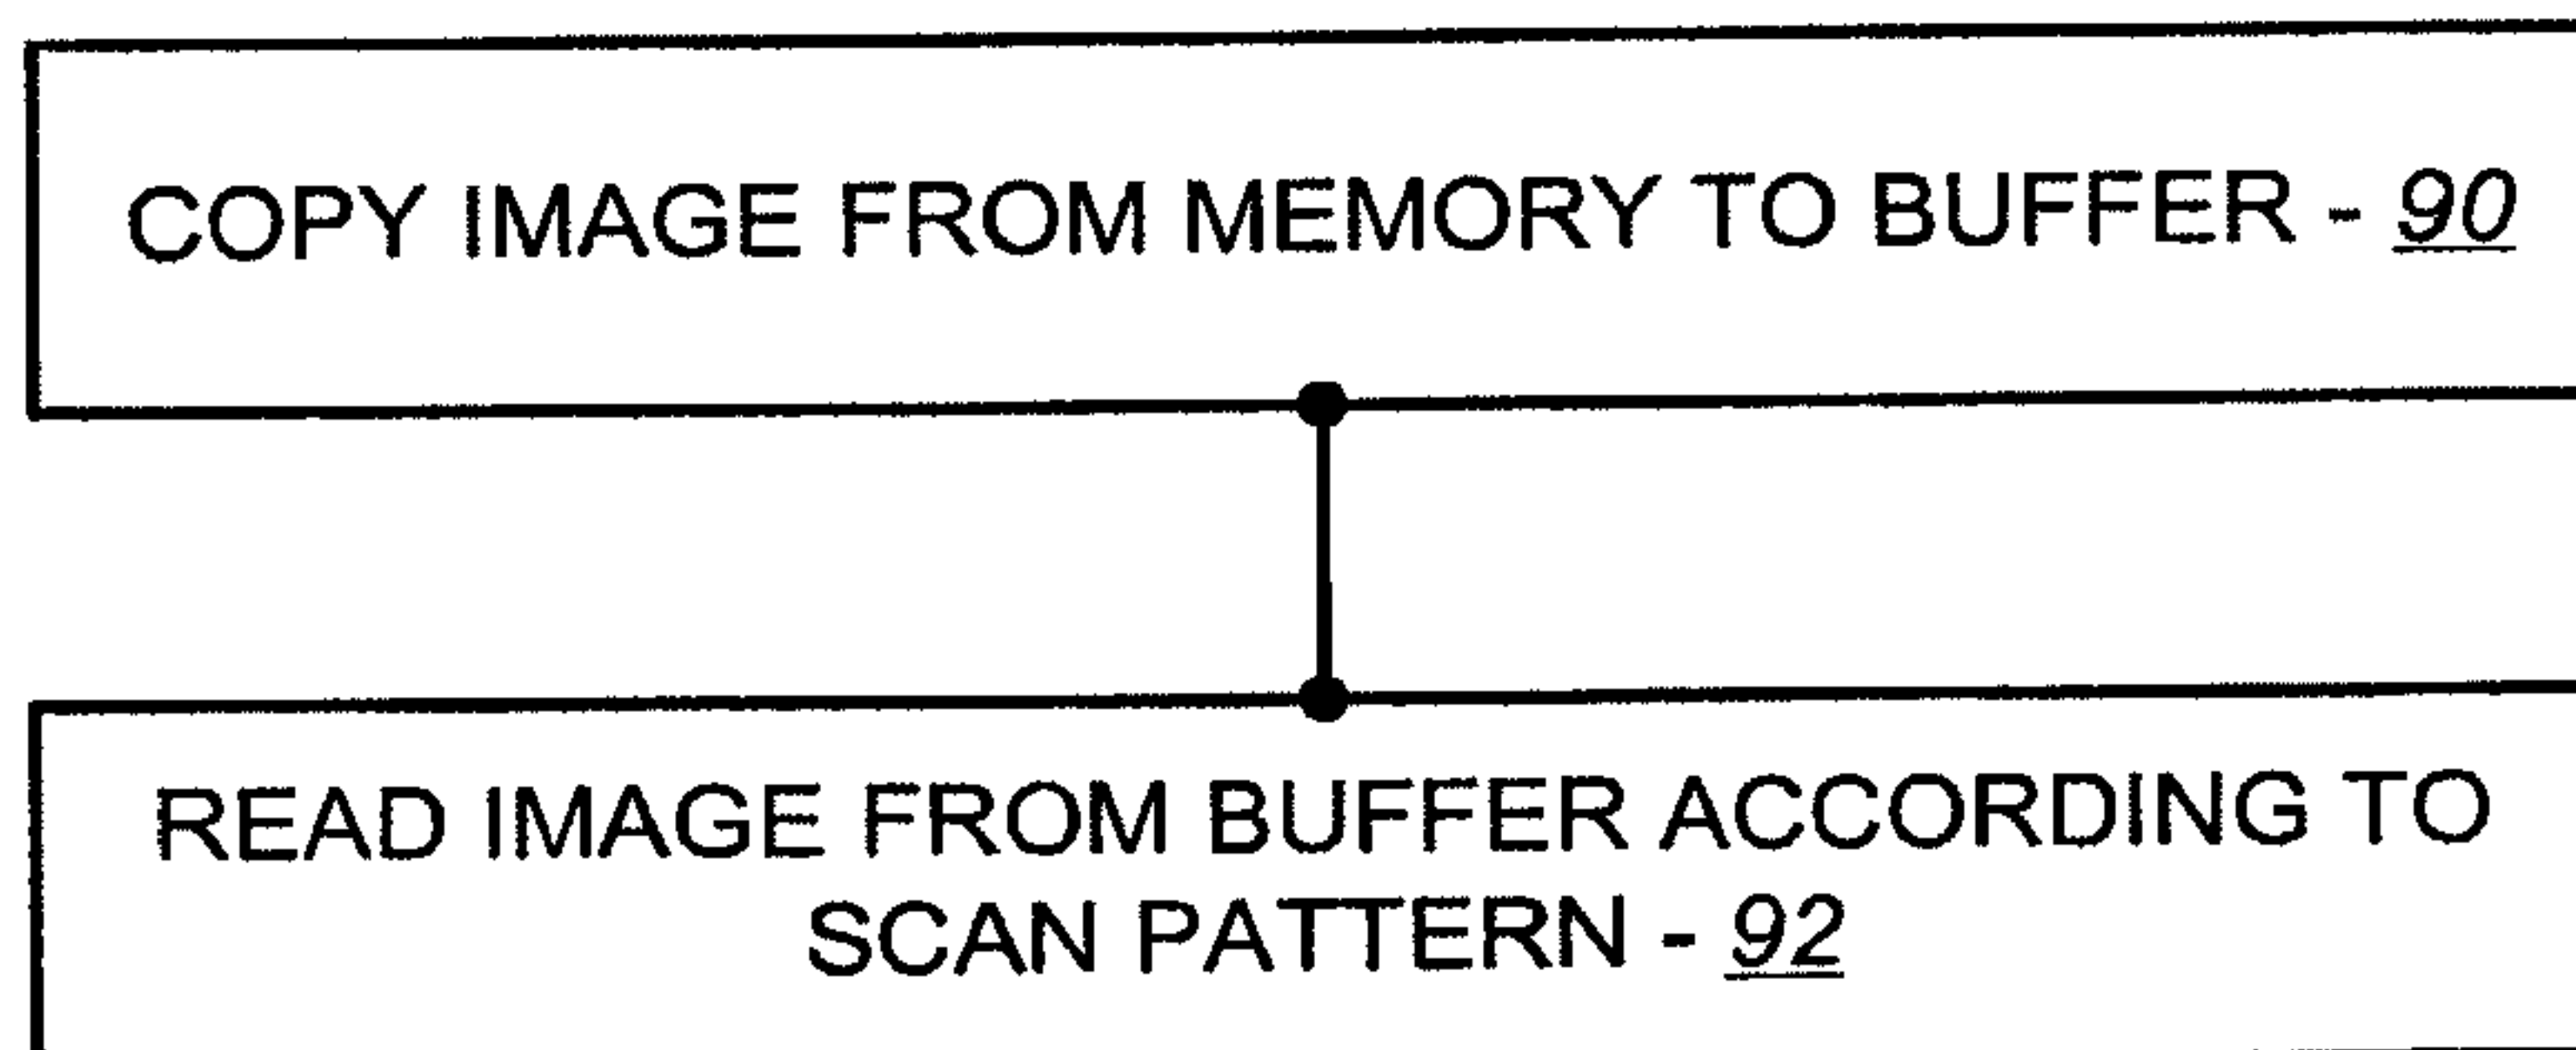 COPY IMAGE FROM MEMORY TO BUFFER - 90
READ IMAGE FROM BUFFER ACCORDING TO
SCAN PATTERN - 92